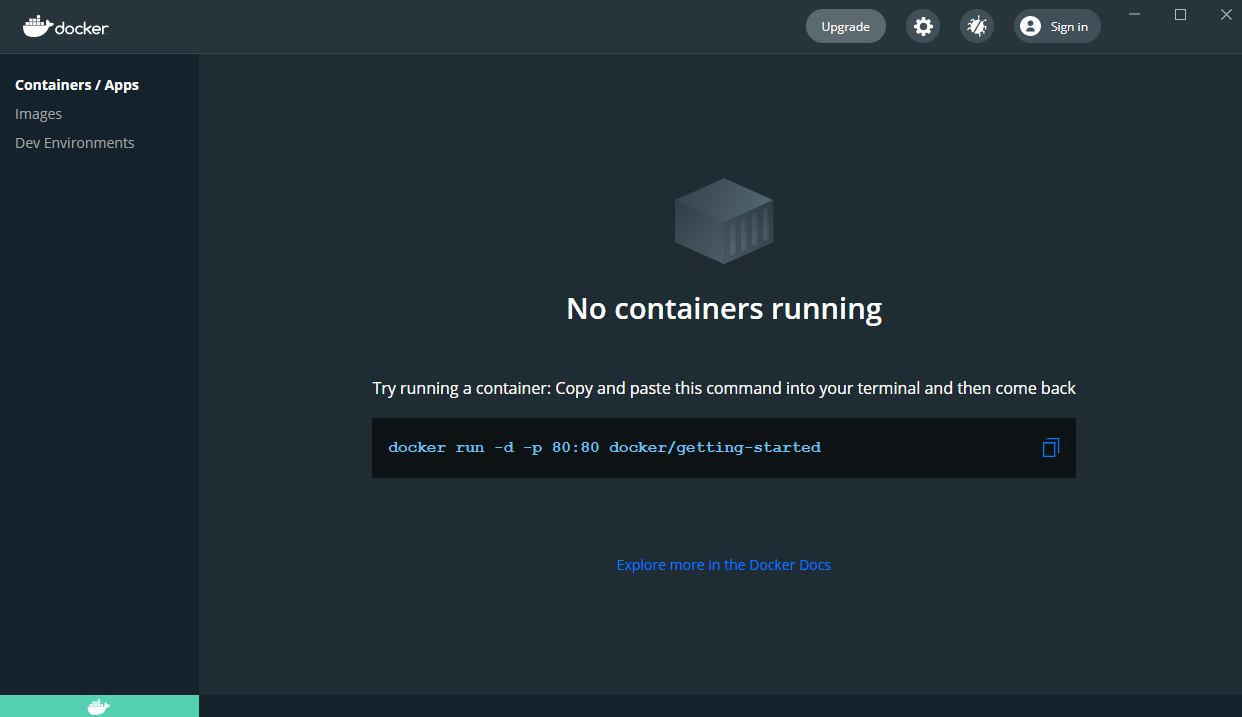 docker
Upgrade
Sign in
Containers / Apps
Images
Dev Environments
No containers running
Try running a container: Copy and paste this command into your terminal and then come back
docker run -d -p 80:80 docker/getting-started
Explore more in the Docker Docs